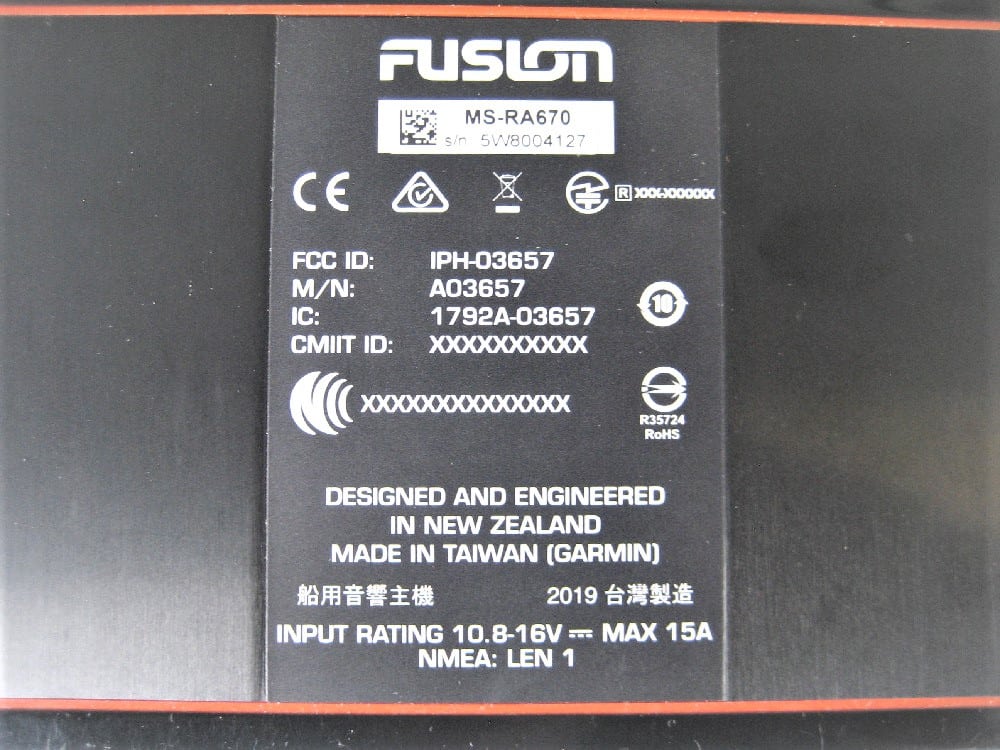 FUSION
MS-RA670
s/n: 5W8004127
CE
R XXX-XXXXXX
FCC ID: IPH-03657
M/N: A03657
IC: 1792A-03657
10
CMIIT ID: XXXXXXXXXX
XXXXXXXXXXXXXX
R35724
RoHS
DESIGNED AND ENGINEERED
IN NEW ZEALAND
MADE IN TAIWAN (GARMIN)
船用音響主機 2019 台灣製造
INPUT RATING 10.8-16V ⎓ MAX 15A
NMEA: LEN 1